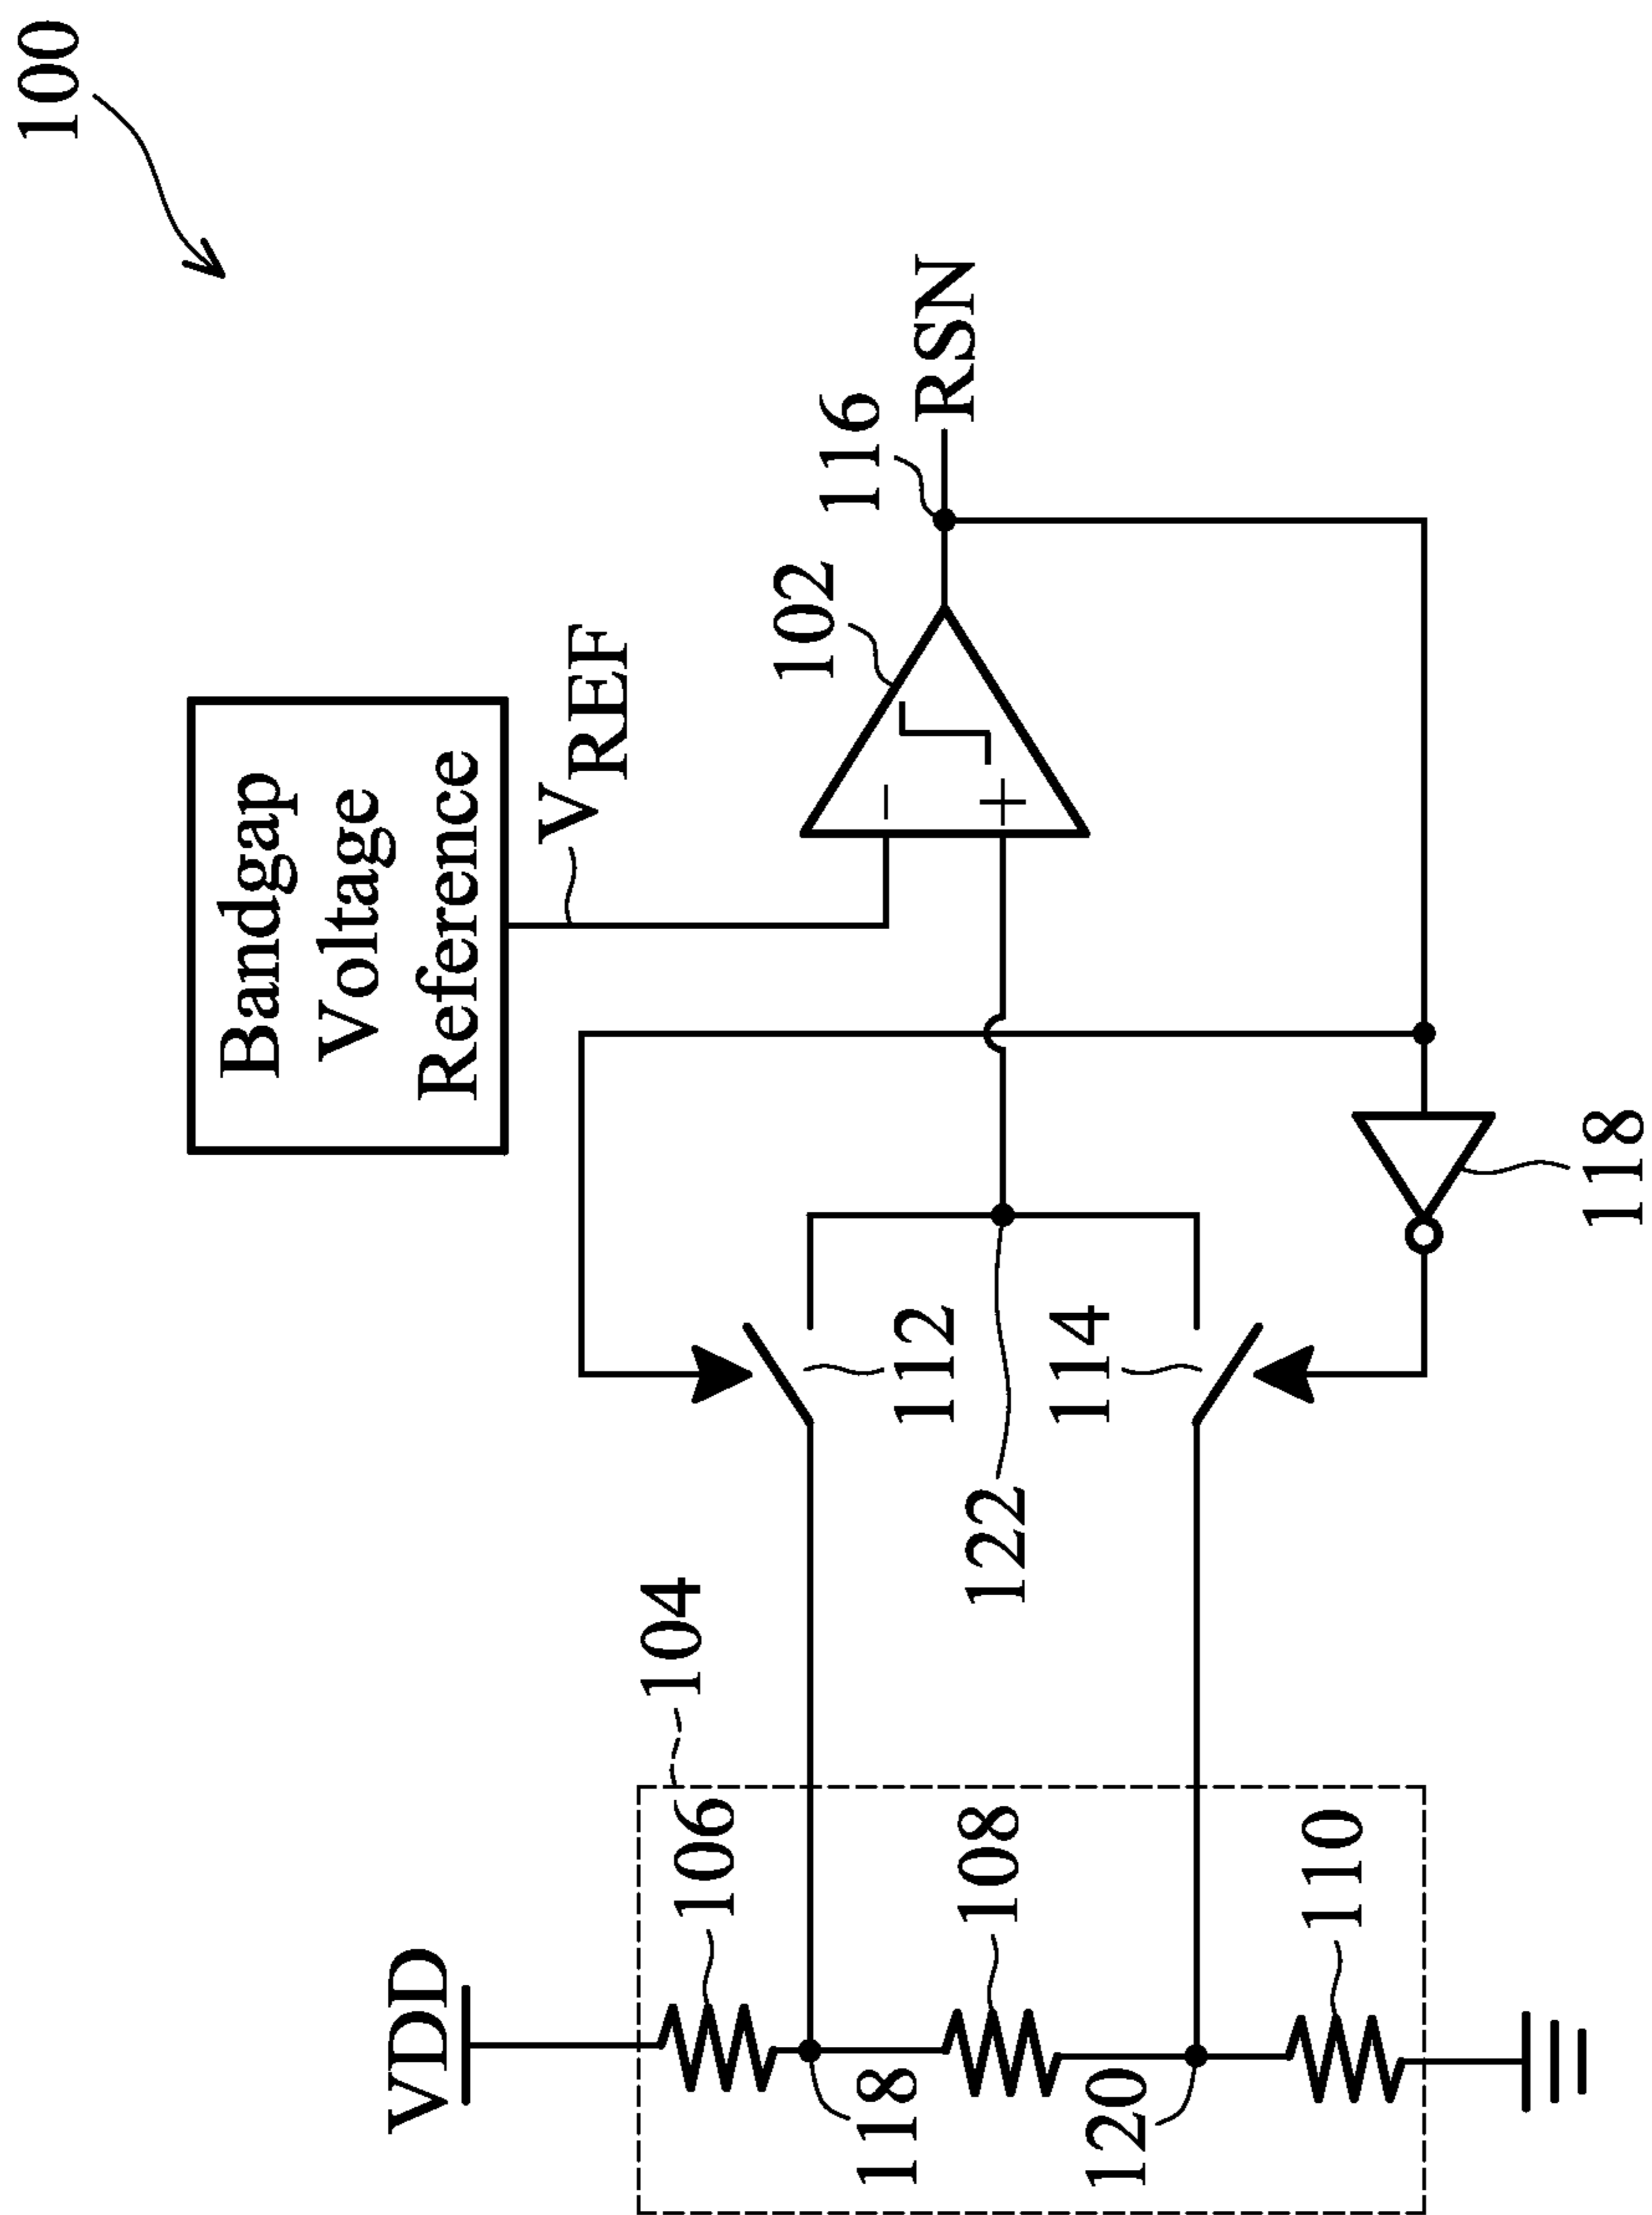 100
Bandgap
Voltage
Reference
VREF
102
116
RSN
−
+
112
114
122
118
104
VDD
106
118
108
120
110